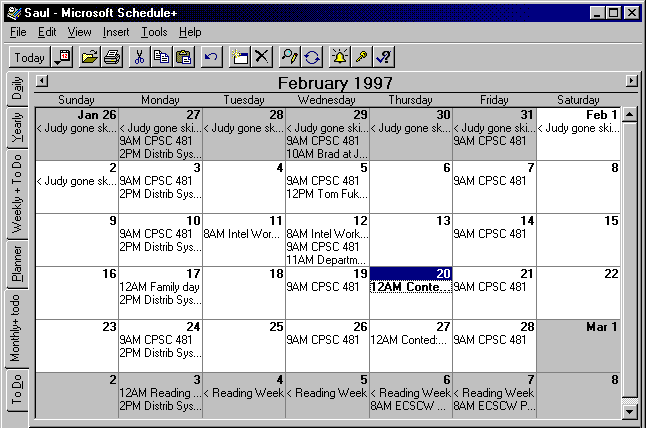 Saul - Microsoft Schedule+
File Edit View Insert Tools Help
Today
Daily
Yearly
Weekly + To Do
Planner
Monthly+ todo
To Do
February 1997
Sunday Monday Tuesday Wednesday Thursday Friday Saturday
Jan 26 27 28 29 30 31 Feb 1
< Judy gone sk... < Judy gone ski... < Judy gone ski... < Judy gone ski... < Judy gone ski... < Judy gone ski... < Judy gone ski...
9AM CPSC 481 9AM CPSC 481 9AM CPSC 481
2PM Distrib Sys... 10AM Brad at J...
2 3 4 5 6 7 8
< Judy gone sk... 9AM CPSC 481 9AM CPSC 481 9AM CPSC 481
2PM Distrib Sys... 12PM Tom Fuk...
9 10 11 12 13 14 15
9AM CPSC 481 8AM Intel Wor... 8AM Intel Work... 9AM CPSC 481
2PM Distrib Sys... 9AM CPSC 481
11AM Departm...
16 17 18 19 20 21 22
12AM Family day 9AM CPSC 481 12AM Conte... 9AM CPSC 481
2PM Distrib Sys...
23 24 25 26 27 28 Mar 1
9AM CPSC 481 9AM CPSC 481 12AM Conted:... 9AM CPSC 481
2PM Distrib Sys...
2 3 4 5 6 7 8
12AM Reading ... < Reading Week < Reading Week < Reading Week < Reading Week
2PM Distrib Sys... 8AM ECSCW ... 8AM ECSCW P...